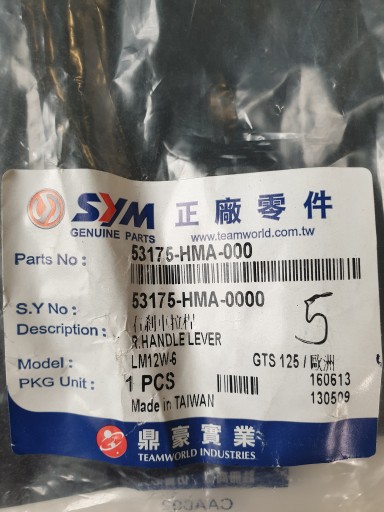 SYM 正廠零件
GENUINE PARTS www.teamworld.com.tw
Parts No : 53175-HMA-000
S.Y No : 53175-HMA-0000
5
Description : 右剎車拉桿
R.HANDLE LEVER
Model : LM12W-6 GTS 125 / 歐洲
PKG Unit : 1 PCS 160613
Made in TAIWAN 130509
鼎豪實業
TEAMWORLD INDUSTRIES